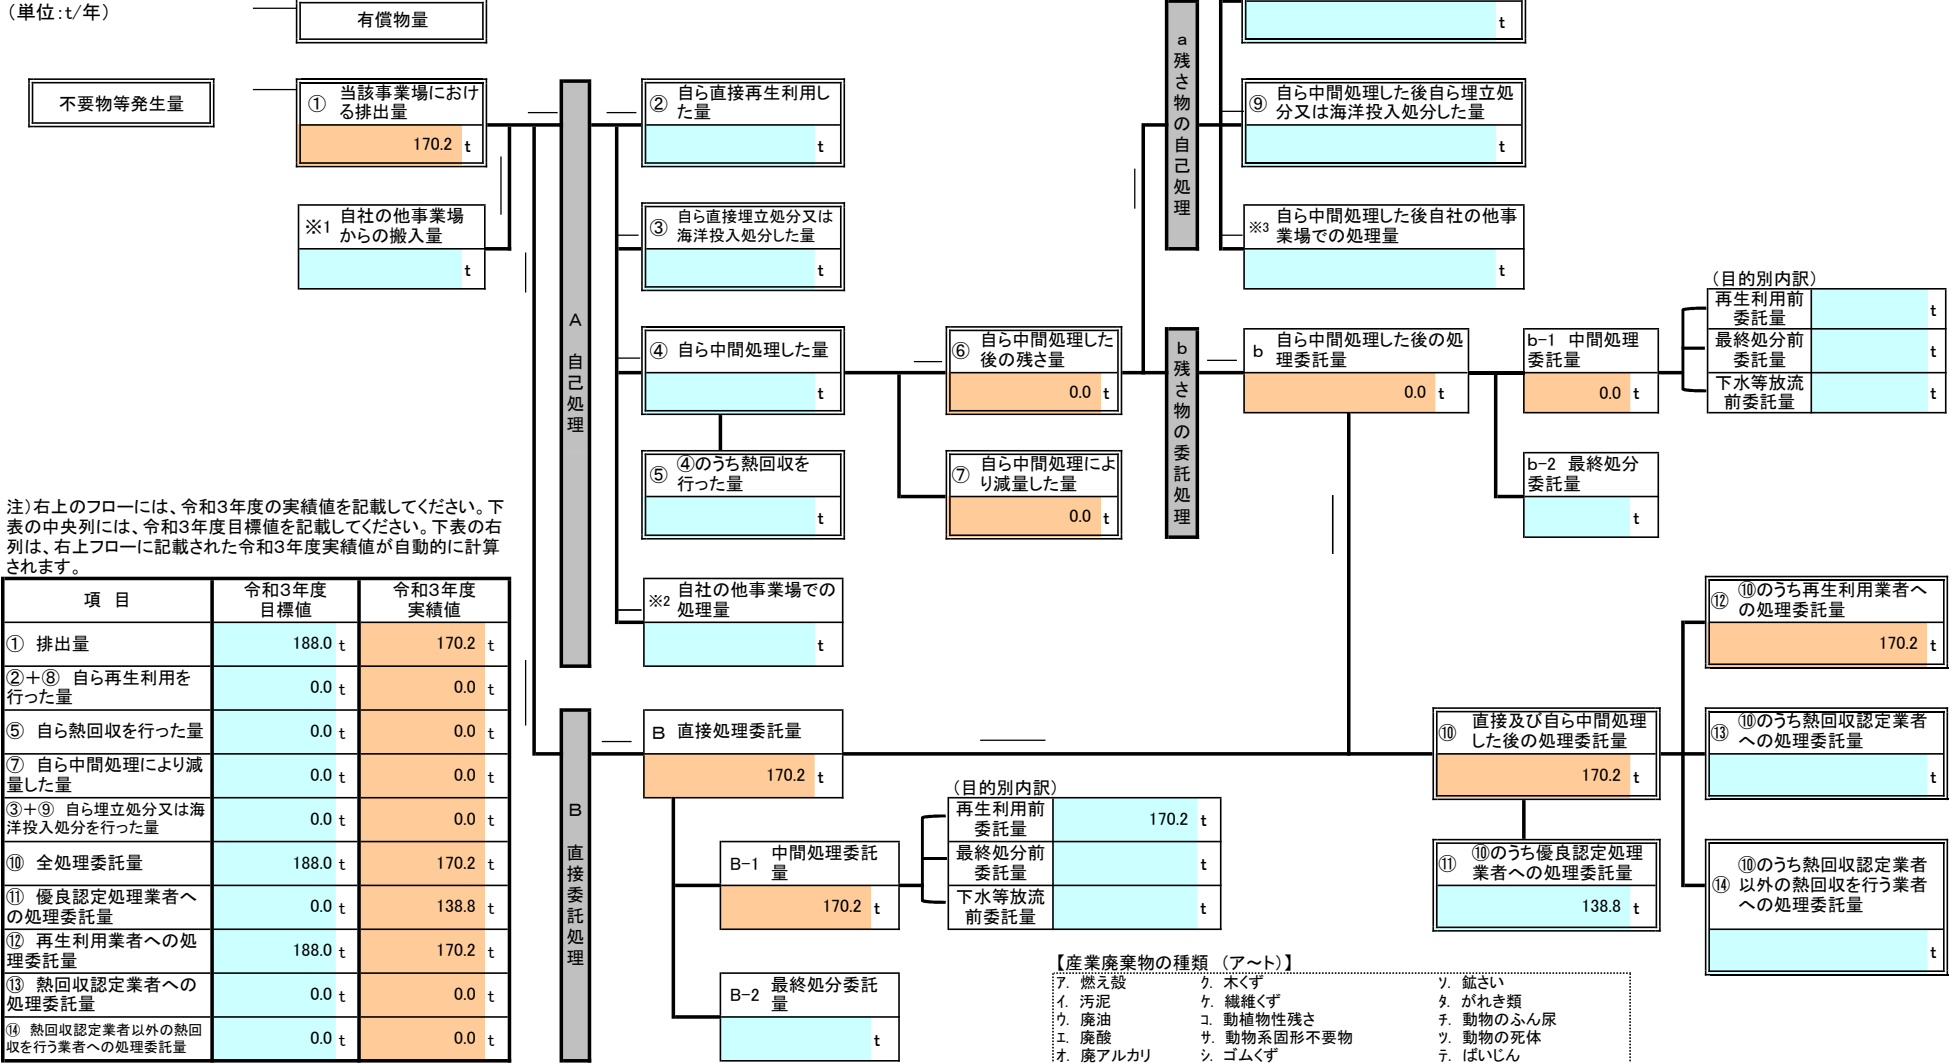 (単位:t/年)
有償物量
t
不要物等発生量
① 当該事業場におけ
る排出量
170.2 t
※1 自社の他事業場
からの搬入量
t
A 自己処理
② 自ら直接再生利用し
た量
t
③ 自ら直接埋立処分又は
海洋投入処分した量
t
④ 自ら中間処理した量
t
⑤ ④のうち熱回収を
行った量
t
※2 自社の他事業場での
処理量
t
⑥ 自ら中間処理した
後の残さ量
0.0 t
⑦ 自ら中間処理によ
り減量した量
0.0 t
a 残さ物の自己処理
⑨ 自ら中間処理した後自ら埋立処
分又は海洋投入処分した量
t
※3 自ら中間処理した後自社の他事
業場での処理量
t
b 残さ物の委託処理
b 自ら中間処理した後の処
理委託量
0.0 t
b-1 中間処理
委託量
0.0 t
b-2 最終処分
委託量
t
(目的別内訳)
再生利用前
委託量
t
最終処分前
委託量
t
下水等放流
前委託量
t
注)右上のフローには、令和3年度の実績値を記載してください。下
表の中央列には、令和3年度目標値を記載してください。下表の右
列は、右上フローに記載された令和3年度実績値が自動的に計算
されます。
項 目 令和3年度 目標値 令和3年度 実績値
① 排出量 188.0 t 170.2 t
②+⑧ 自ら再生利用を
行った量 0.0 t 0.0 t
⑤ 自ら熱回収を行った量 0.0 t 0.0 t
⑦ 自ら中間処理により減
量した量 0.0 t 0.0 t
③+⑨ 自ら埋立処分又は海
洋投入処分を行った量 0.0 t 0.0 t
⑩ 全処理委託量 188.0 t 170.2 t
⑪ 優良認定処理業者へ
の処理委託量 0.0 t 138.8 t
⑫ 再生利用業者への処
理委託量 188.0 t 170.2 t
⑬ 熱回収認定業者への
処理委託量 0.0 t 0.0 t
⑭ 熱回収認定業者以外の熱回
収を行う業者への処理委託量 0.0 t 0.0 t
B 直接委託処理
B 直接処理委託量
170.2 t
B-1 中間処理委託
量
170.2 t
B-2 最終処分委託
量
t
(目的別内訳)
再生利用前
委託量
170.2 t
最終処分前
委託量
t
下水等放流
前委託量
t
⑩ 直接及び自ら中間処理
した後の処理委託量
170.2 t
⑪ ⑩のうち優良認定処理
業者への処理委託量
138.8 t
⑫ ⑩のうち再生利用業者へ
の処理委託量
170.2 t
⑬ ⑩のうち熱回収認定業者
への処理委託量
t
⑭ ⑩のうち熱回収認定業者
以外の熱回収を行う業者
への処理委託量
t
【産業廃棄物の種類 (ア~ト)】
ア. 燃え殻 ク. 木くず ソ. 鉱さい
イ. 汚泥 ケ. 繊維くず タ. がれき類
ウ. 廃油 コ. 動植物性残さ チ. 動物のふん尿
エ. 廃酸 サ. 動物系固形不要物 ツ. 動物の死体
オ. 廃アルカリ シ. ゴムくず テ. ばいじん